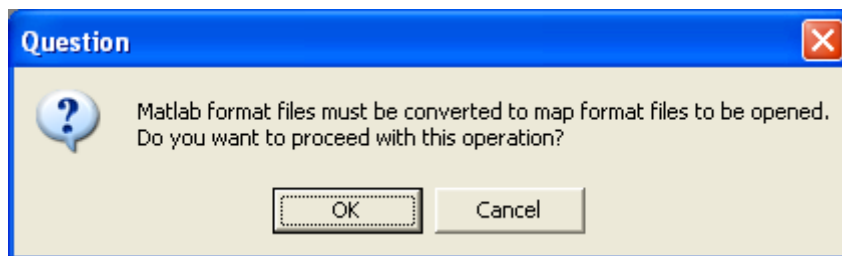 Question
Matlab format files must be converted to map format files to be opened.
Do you want to proceed with this operation?
OK
Cancel